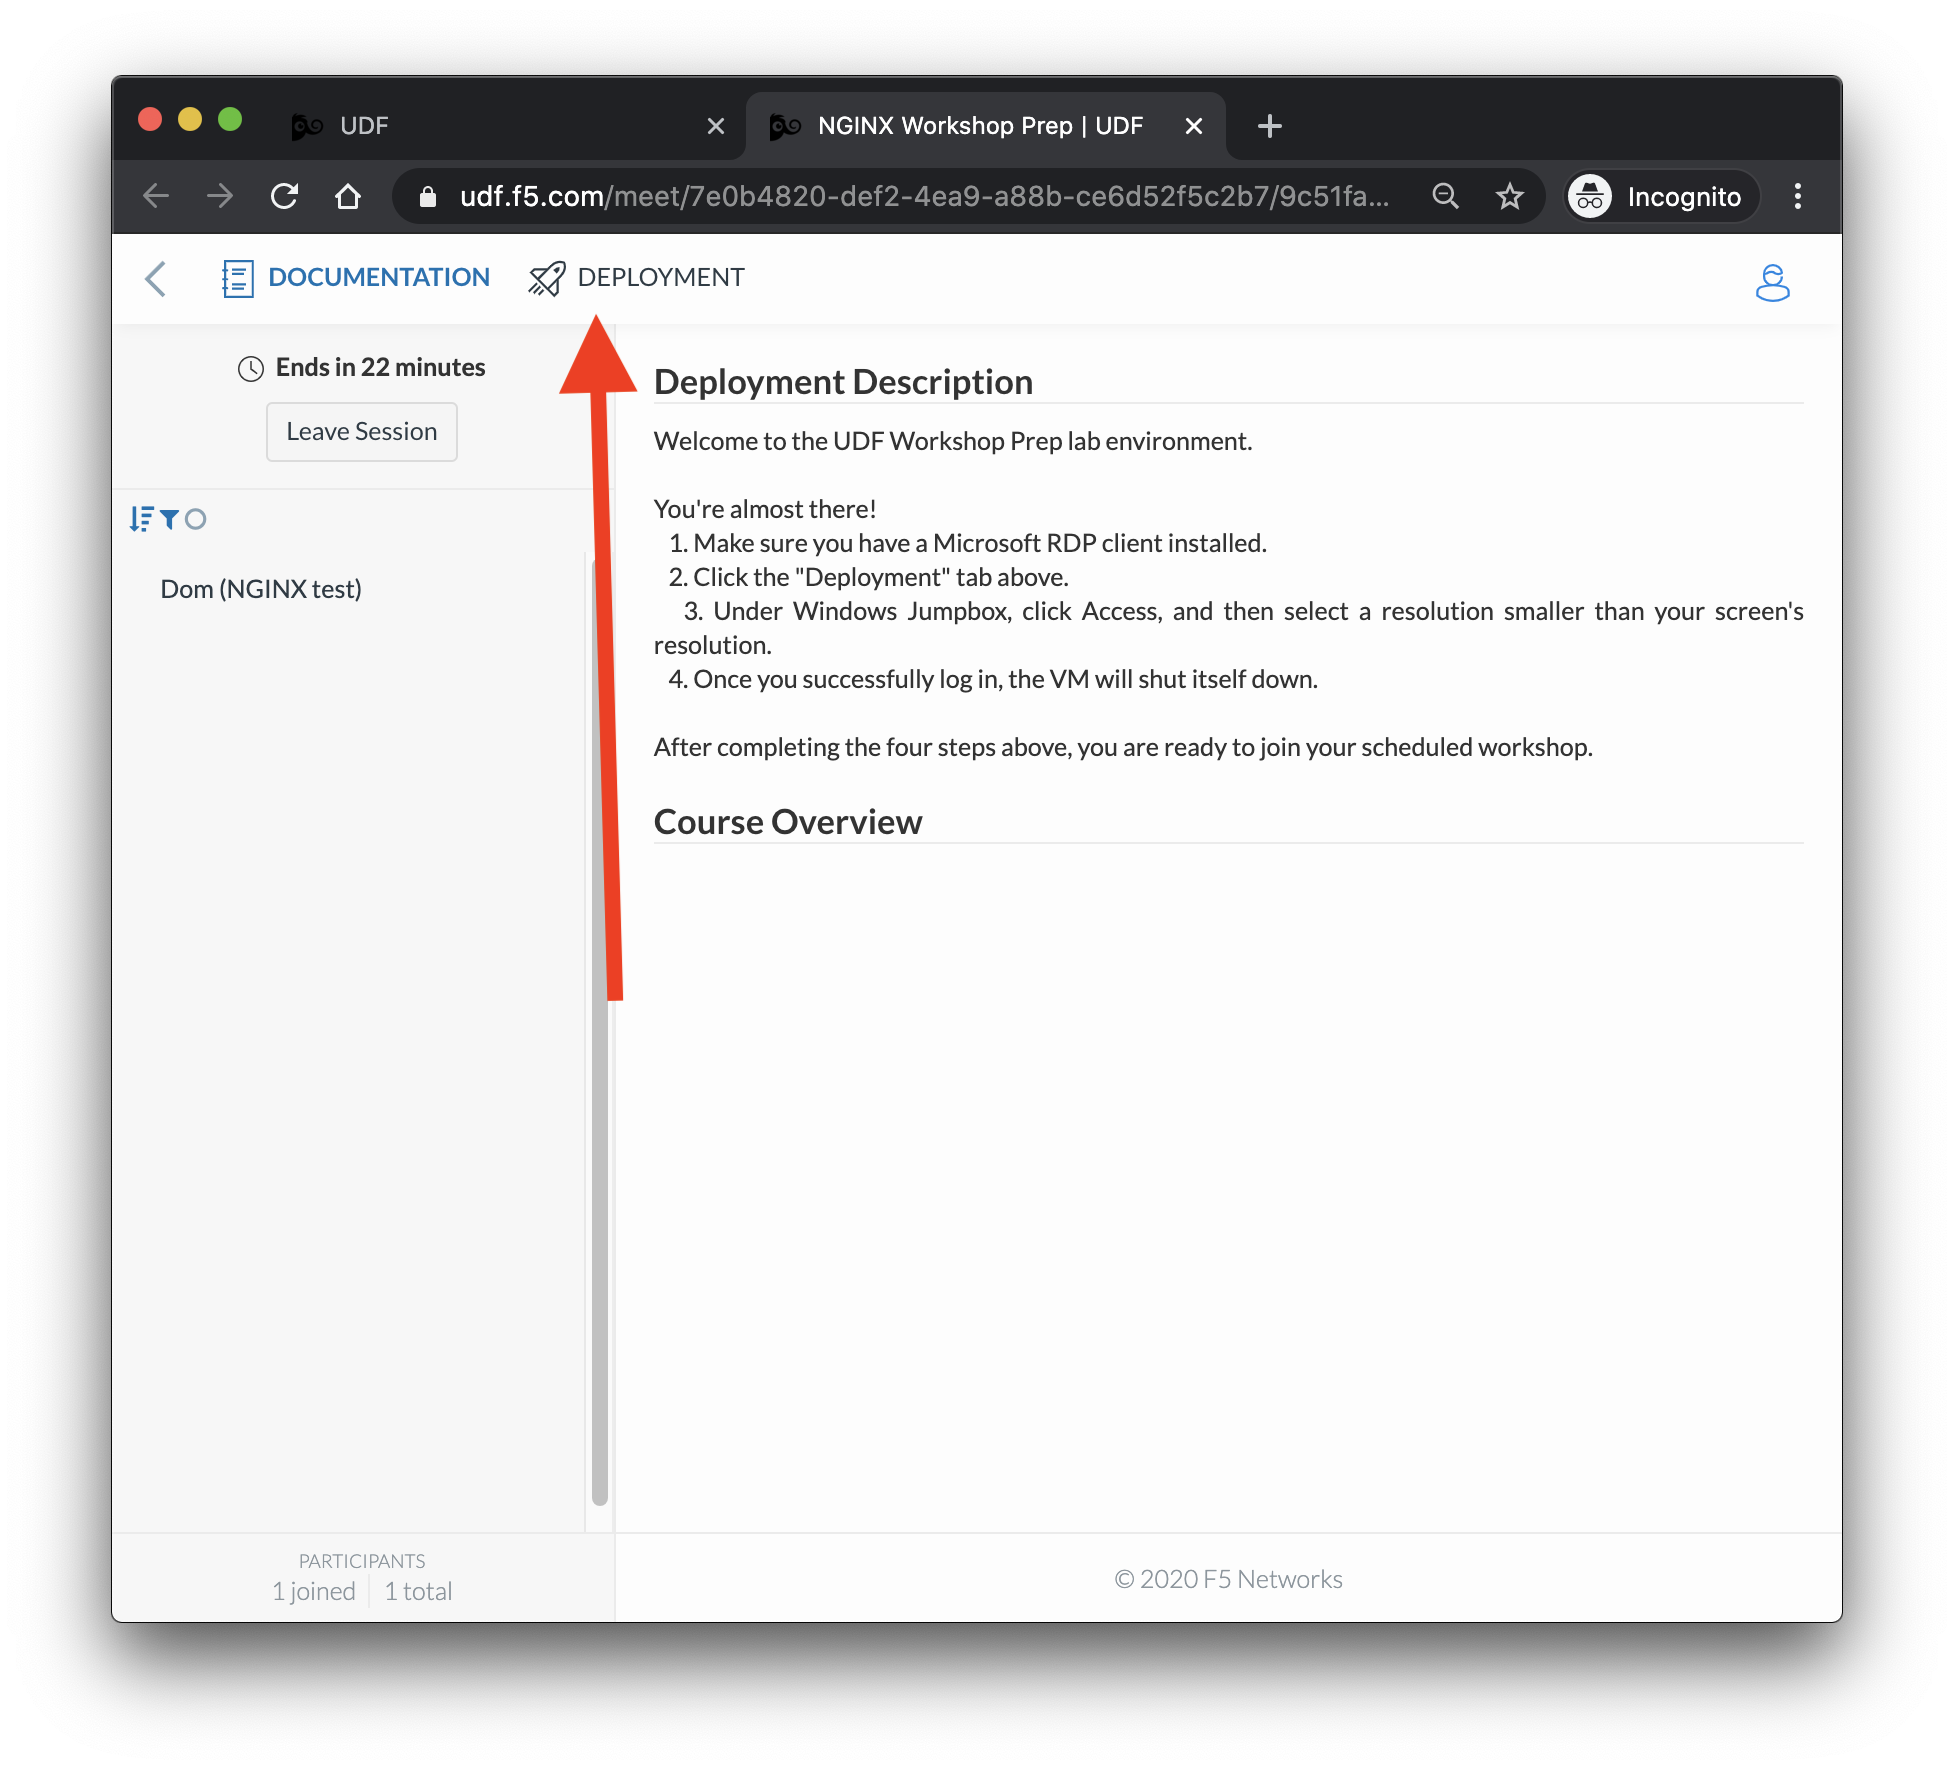 UDF
NGINX Workshop Prep | UDF
udf.f5.com/meet/7e0b4820-def2-4ea9-a88b-ce6d52f5c2b7/9c51fa...
Incognito
DOCUMENTATION
DEPLOYMENT
Ends in 22 minutes
Leave Session
Dom (NGINX test)
Deployment Description
Welcome to the UDF Workshop Prep lab environment.
You're almost there!
1. Make sure you have a Microsoft RDP client installed.
2. Click the "Deployment" tab above.
3. Under Windows Jumpbox, click Access, and then select a resolution smaller than your screen's
resolution.
4. Once you successfully log in, the VM will shut itself down.
After completing the four steps above, you are ready to join your scheduled workshop.
Course Overview
PARTICIPANTS
1 joined
1 total
© 2020 F5 Networks